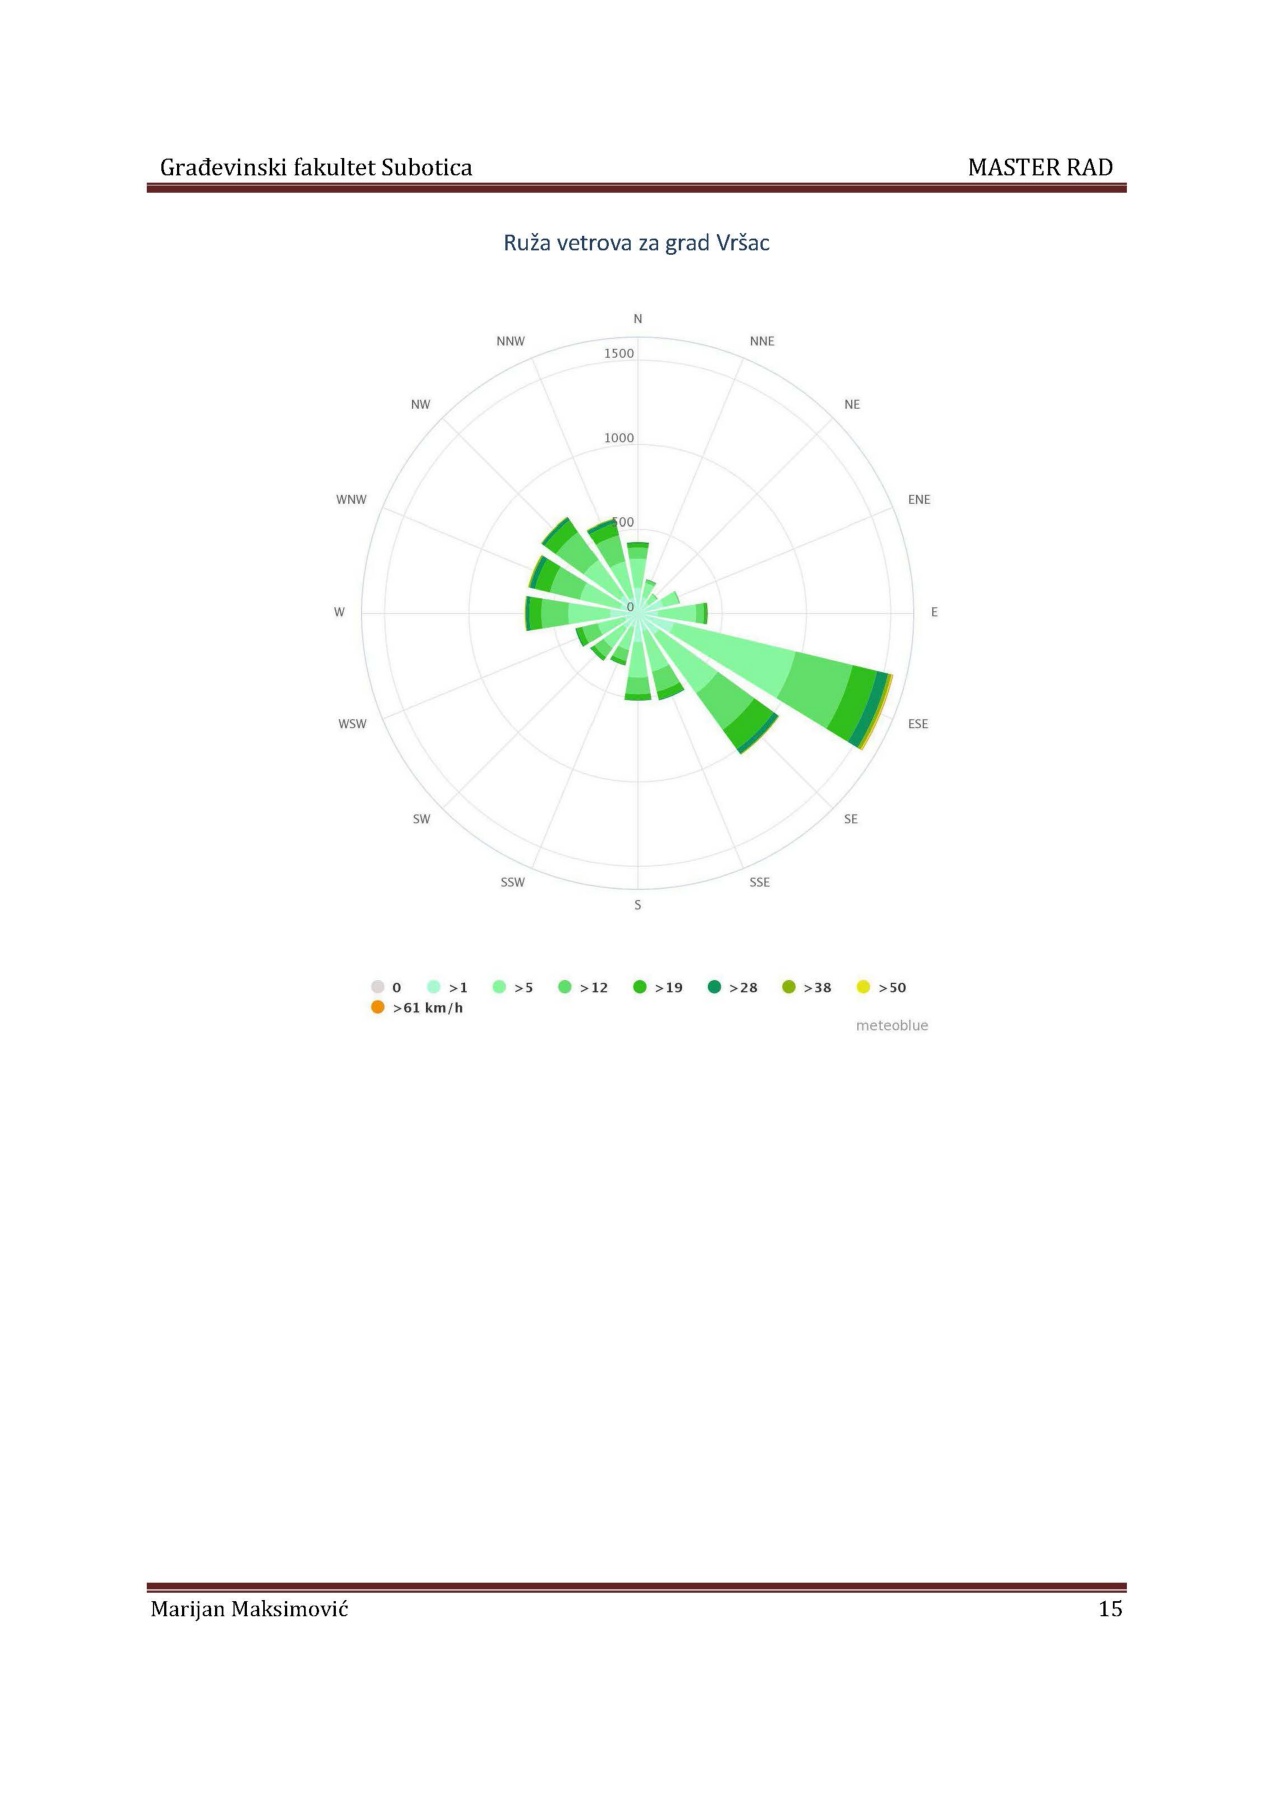 Građevinski fakultet Subotica MASTER RAD
Ruža vetrova za grad Vršac
N
NNW NNE
1500
NW NE
1000
WNW ENE
500
W 0 E
WSW ESE
SW SE
SSW SSE
S
0 >1 >5 >12 >19 >28 >38 >50
>61 km/h
meteoblue
Marijan Maksimović 15